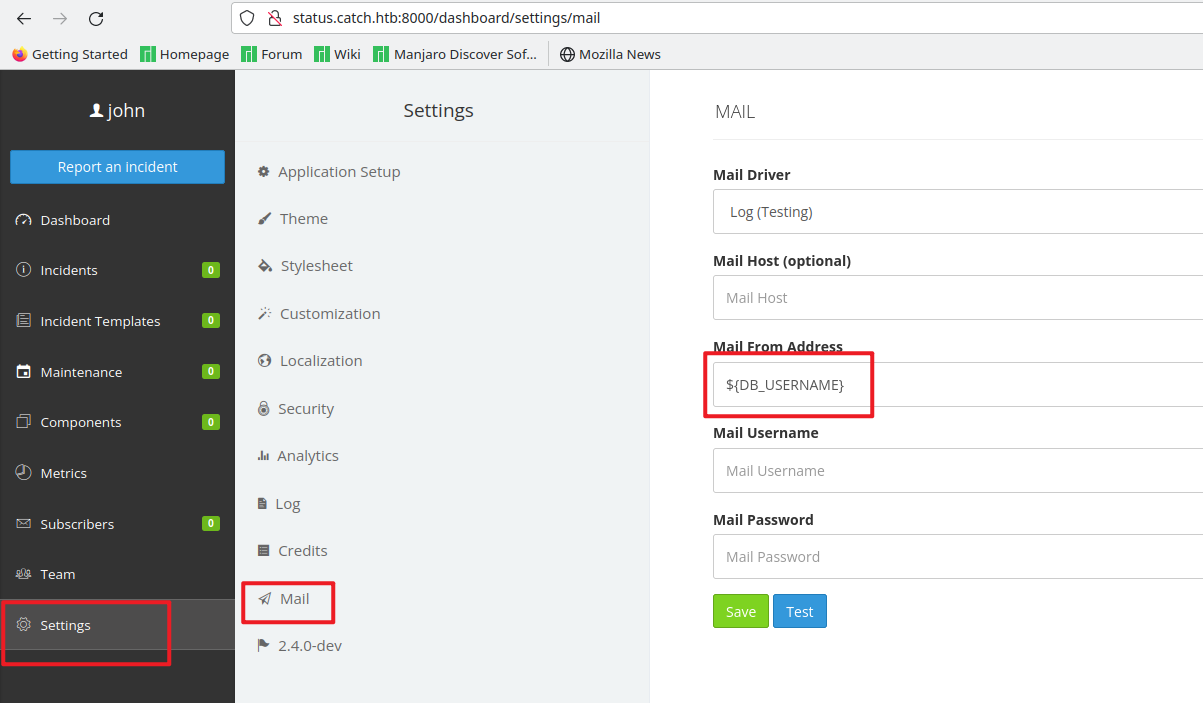 status.catch.htb:8000/dashboard/settings/mail
Getting Started Homepage Forum Wiki Manjaro Discover Sof... Mozilla News
john
Report an incident
Dashboard
Incidents 0
Incident Templates 0
Maintenance 0
Components 0
Metrics
Subscribers 0
Team
Settings
Settings
Application Setup
Theme
Stylesheet
Customization
Localization
Security
Analytics
Log
Credits
Mail
2.4.0-dev
MAIL
Mail Driver
Log (Testing)
Mail Host (optional)
Mail Host
Mail From Address
${DB_USERNAME}
Mail Username
Mail Username
Mail Password
Mail Password
Save Test